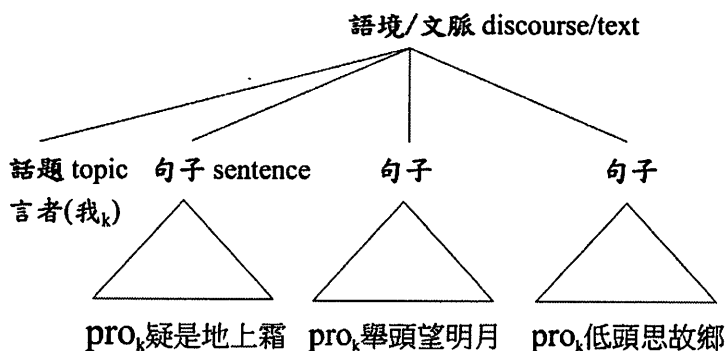 語境/文脈 discourse/text
話題 topic 句子 sentence 句子 句子
言者(我k)
prok疑是地上霜 prok舉頭望明月 prok低頭思故鄉